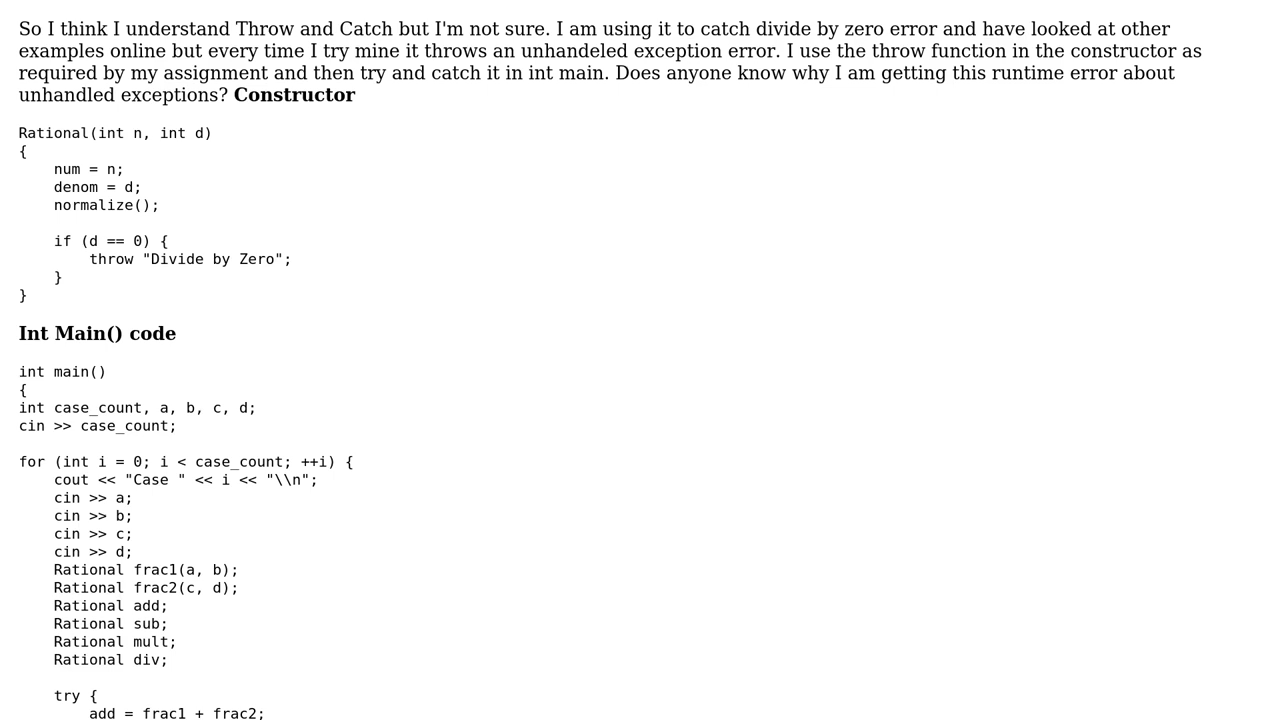 So I think I understand Throw and Catch but I'm not sure. I am using it to catch divide by zero error and have looked at other
examples online but every time I try mine it throws an unhandeled exception error. I use the throw function in the constructor as
required by my assignment and then try and catch it in int main. Does anyone know why I am getting this runtime error about
unhandled exceptions? Constructor
Rational(int n, int d)
{
    num = n;
    denom = d;
    normalize();

    if (d == 0) {
        throw "Divide by Zero";
    }
}
Int Main() code
int main()
{
int case_count, a, b, c, d;
cin >> case_count;

for (int i = 0; i < case_count; ++i) {
    cout << "Case " << i << "\\n";
    cin >> a;
    cin >> b;
    cin >> c;
    cin >> d;
    Rational frac1(a, b);
    Rational frac2(c, d);
    Rational add;
    Rational sub;
    Rational mult;
    Rational div;

    try {
        add = frac1 + frac2;